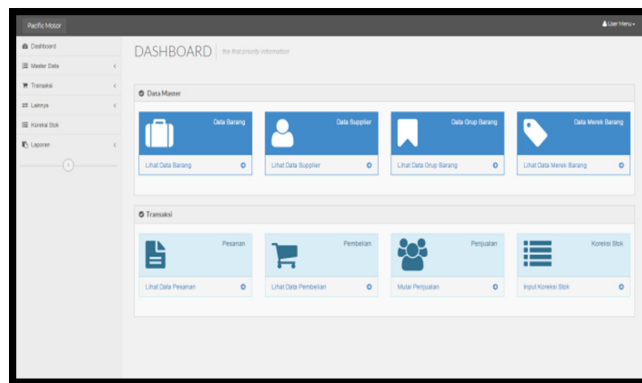 Pacific Motor
User Menu
Dashboard
Master Data
Transaksi
Lainnya
Koreksi Stok
Laporan
DASHBOARD the first priority information
Data Master
Data Barang
Lihat Data Barang
Data Supplier
Lihat Data Supplier
Data Grup Barang
Lihat Data Grup Barang
Data Merek Barang
Lihat Data Merek Barang
Transaksi
Pesanan
Lihat Data Pesanan
Pembelian
Lihat Data Pembelian
Penjualan
Mulai Penjualan
Koreksi Stok
Input Koreksi Stok